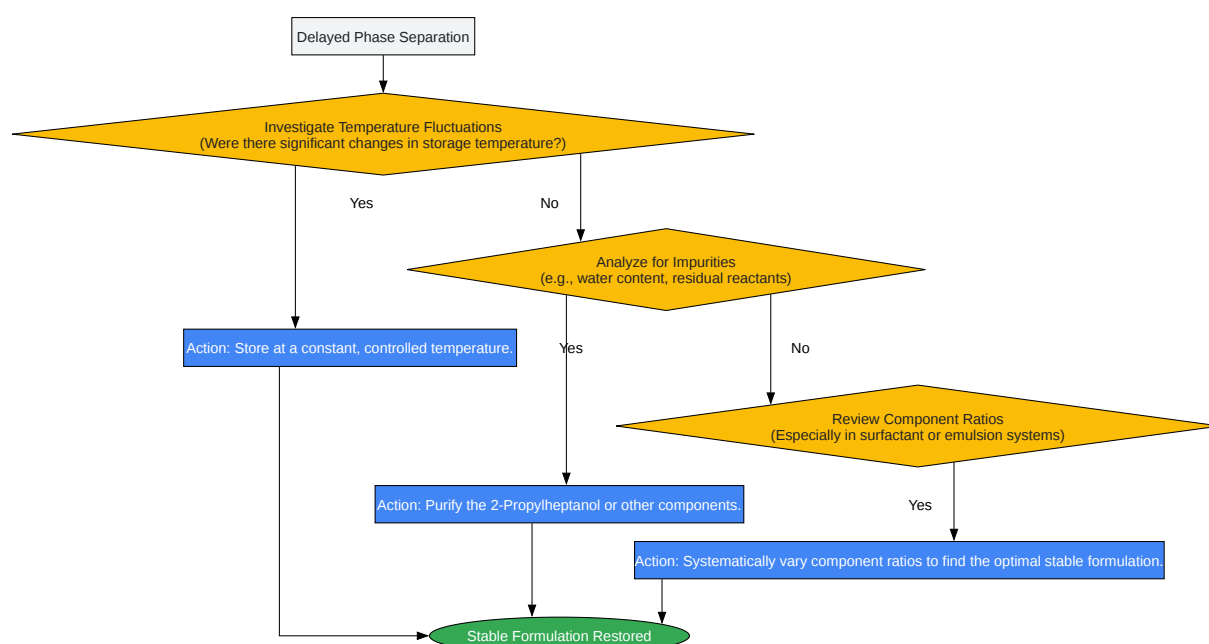 Delayed Phase Separation
Investigate Temperature Fluctuations
(Were there significant changes in storage temperature?)
Yes
No
Analyze for Impurities
(e.g., water content, residual reactants)
Action: Store at a constant, controlled temperature.
Yes
No
Review Component Ratios
(Especially in surfactant or emulsion systems)
Action: Purify the 2-Propylheptanol or other components.
Yes
Action: Systematically vary component ratios to find the optimal stable formulation.
Stable Formulation Restored